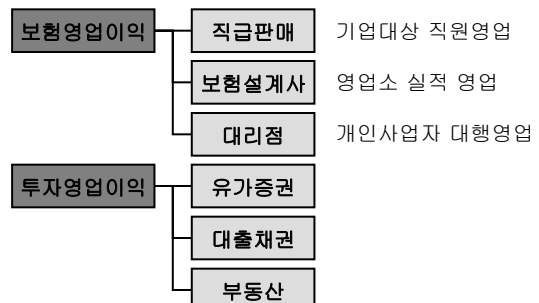 보험영업이익 직급판매 기업대상 직원영업
보험설계사 영업소 실적 영업
대리점 개인사업자 대행영업
투자영업이익 유가증권
대출채권
부동산